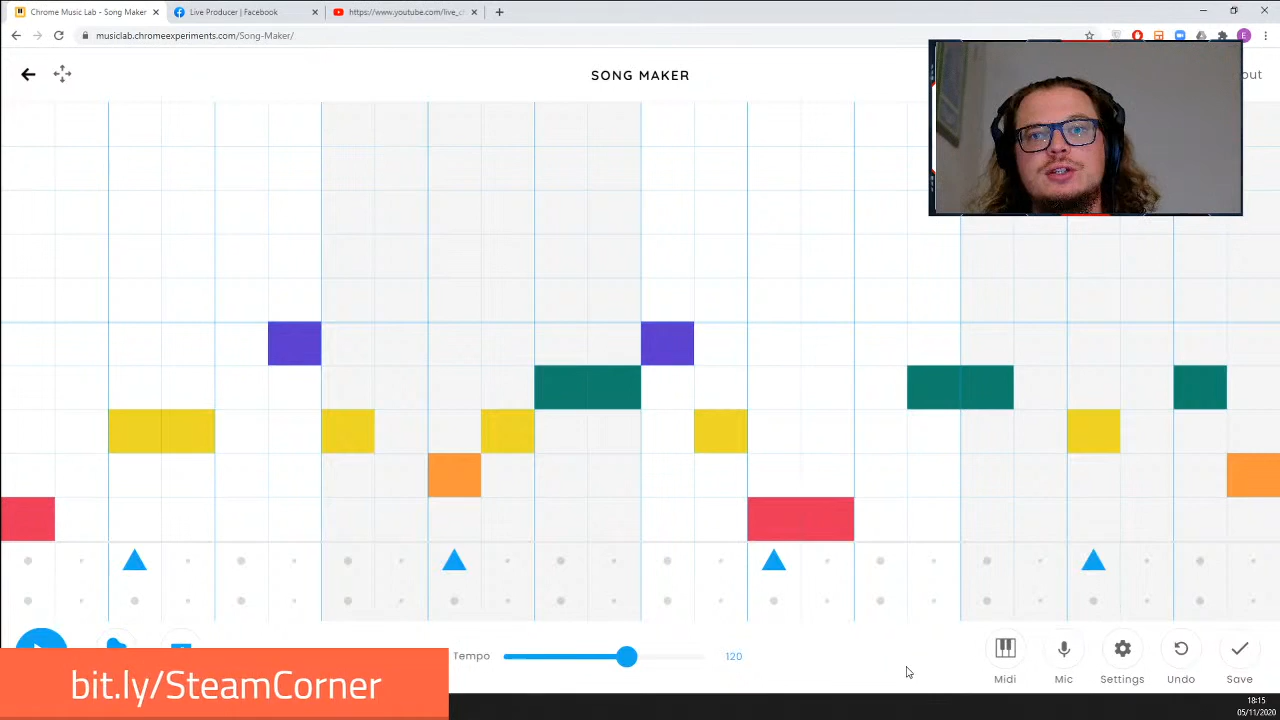 Chrome Music Lab - Song Maker
Live Producer | Facebook
https://www.youtube.com/live_c
musiclab.chromeexperiments.com/Song-Maker/
E
SONG MAKER
out
Tempo
120
Midi
Mic
Settings
Undo
Save
bit.ly/SteamCorner
18:15
05/11/2020